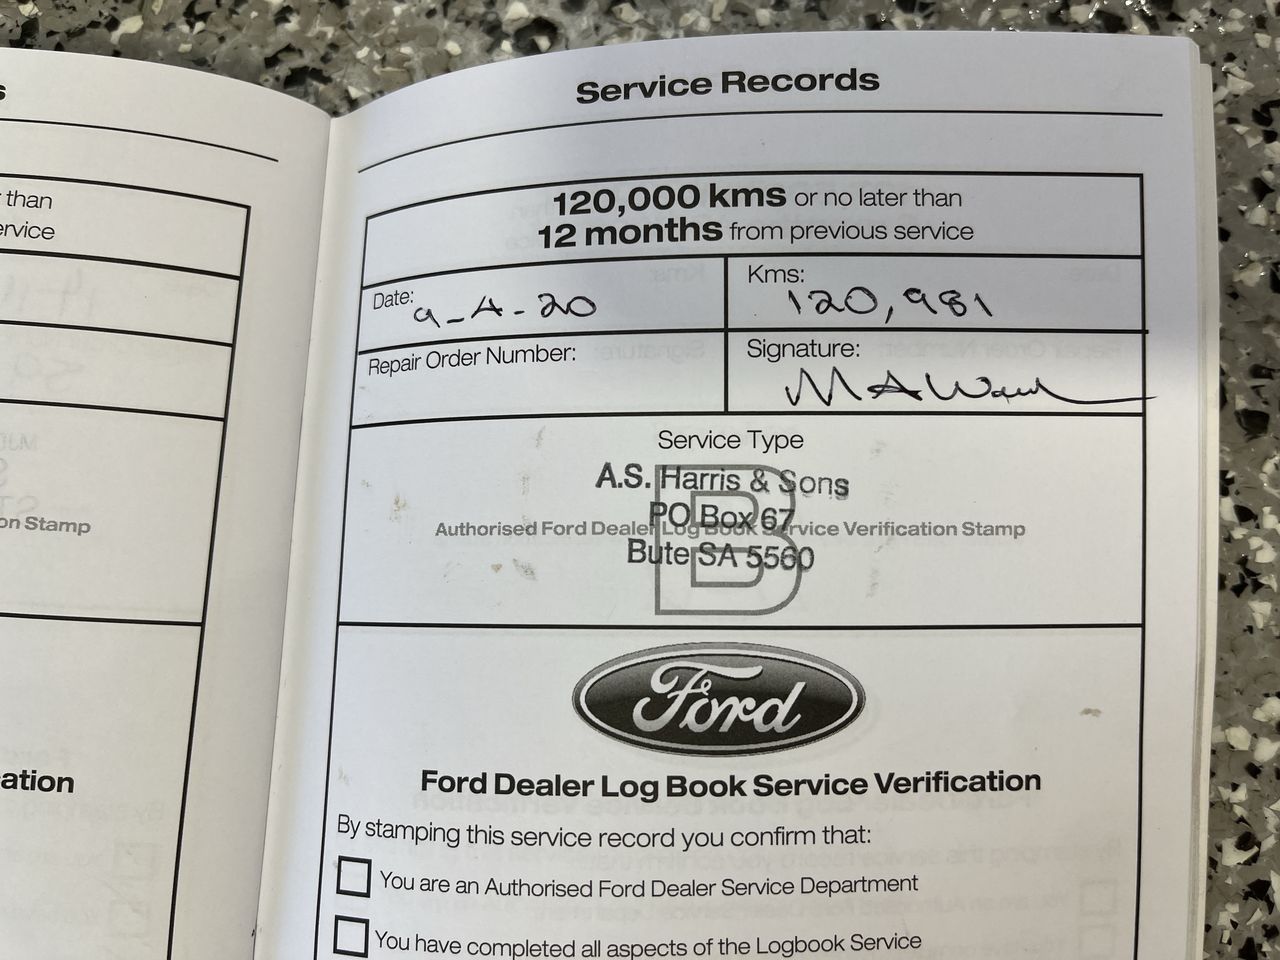 s
than
ervice
on Stamp
ation
Service Records
120,000 kms or no later than
12 months from previous service
Date: 9-4-20
Kms: 120,981
Repair Order Number:
Signature:
Service Type
B
A.S. Harris & Sons
PO Box 67
Authorised Ford Dealer Log Book Service Verification Stamp
Bute SA 5560
Ford
Ford Dealer Log Book Service Verification
By stamping this service record you confirm that:
You are an Authorised Ford Dealer Service Department
You have completed all aspects of the Logbook Service